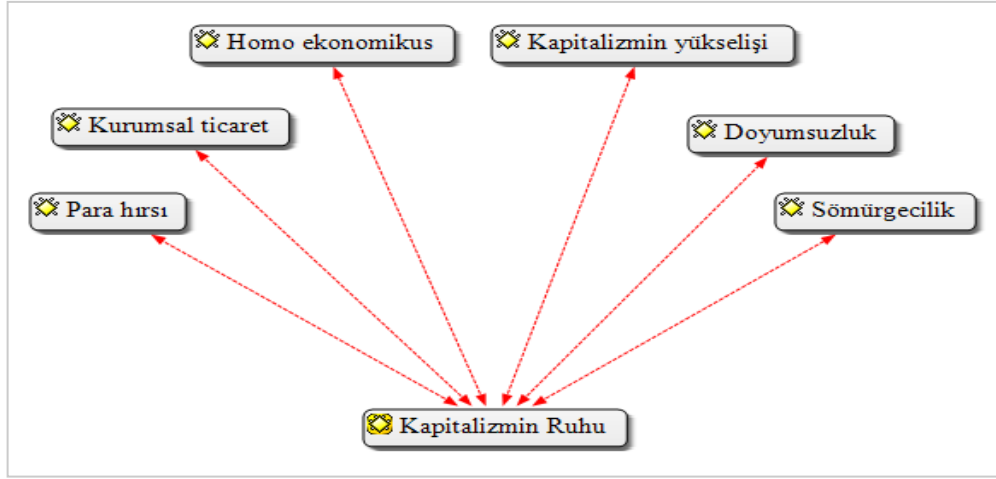 Homo ekonomikus
Kapitalizmin yükselişi
Kurumsal ticaret
Doyumsuzluk
Para hırsı
Sömürgecilik
Kapitalizmin Ruhu